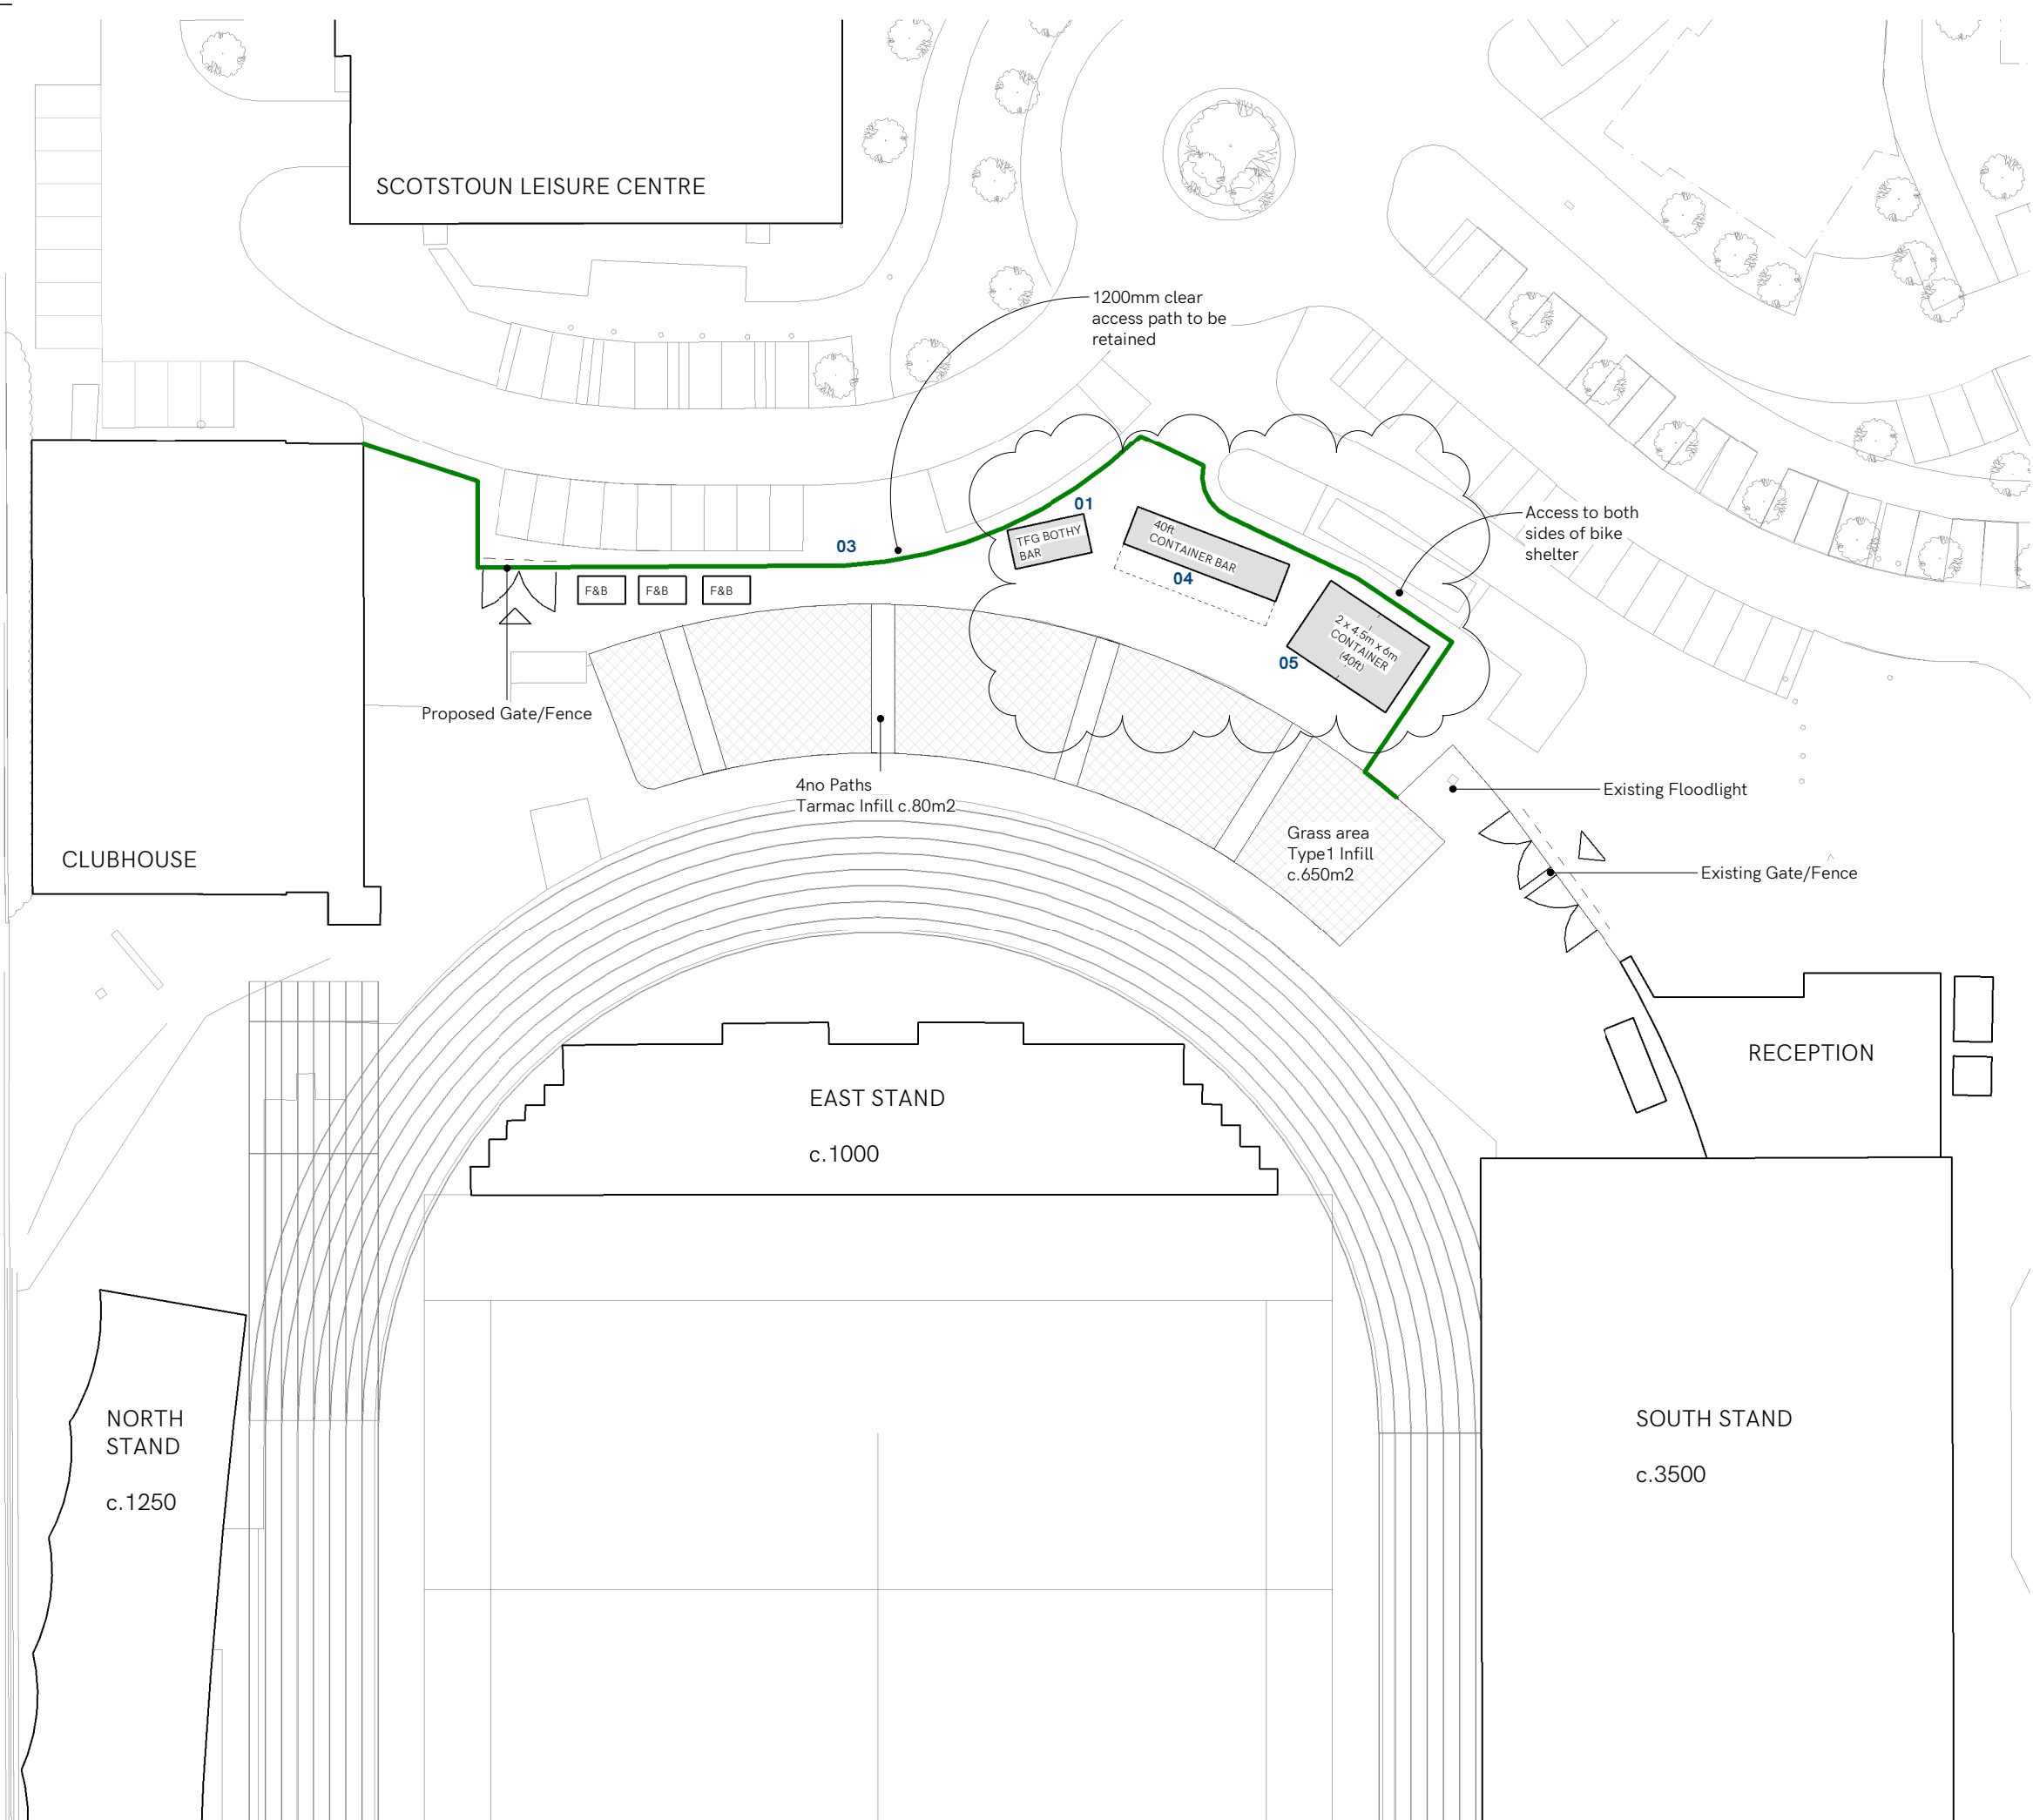 SCOTSTOUN LEISURE CENTRE
1200mm clear
access path to be
retained
01
TFG BOTHY
BAR
40ft
CONTAINER BAR
04
Access to both
sides of bike
shelter
03
F&B
F&B
F&B
2 x 4.5m x 6m
CONTAINER
(40ft)
05
Proposed Gate/Fence
4no Paths
Tarmac Infill c.80m2
Existing Floodlight
Grass area
Type1 Infill
c.650m2
CLUBHOUSE
Existing Gate/Fence
RECEPTION
EAST STAND
c.1000
NORTH
STAND
c.1250
SOUTH STAND
c.3500